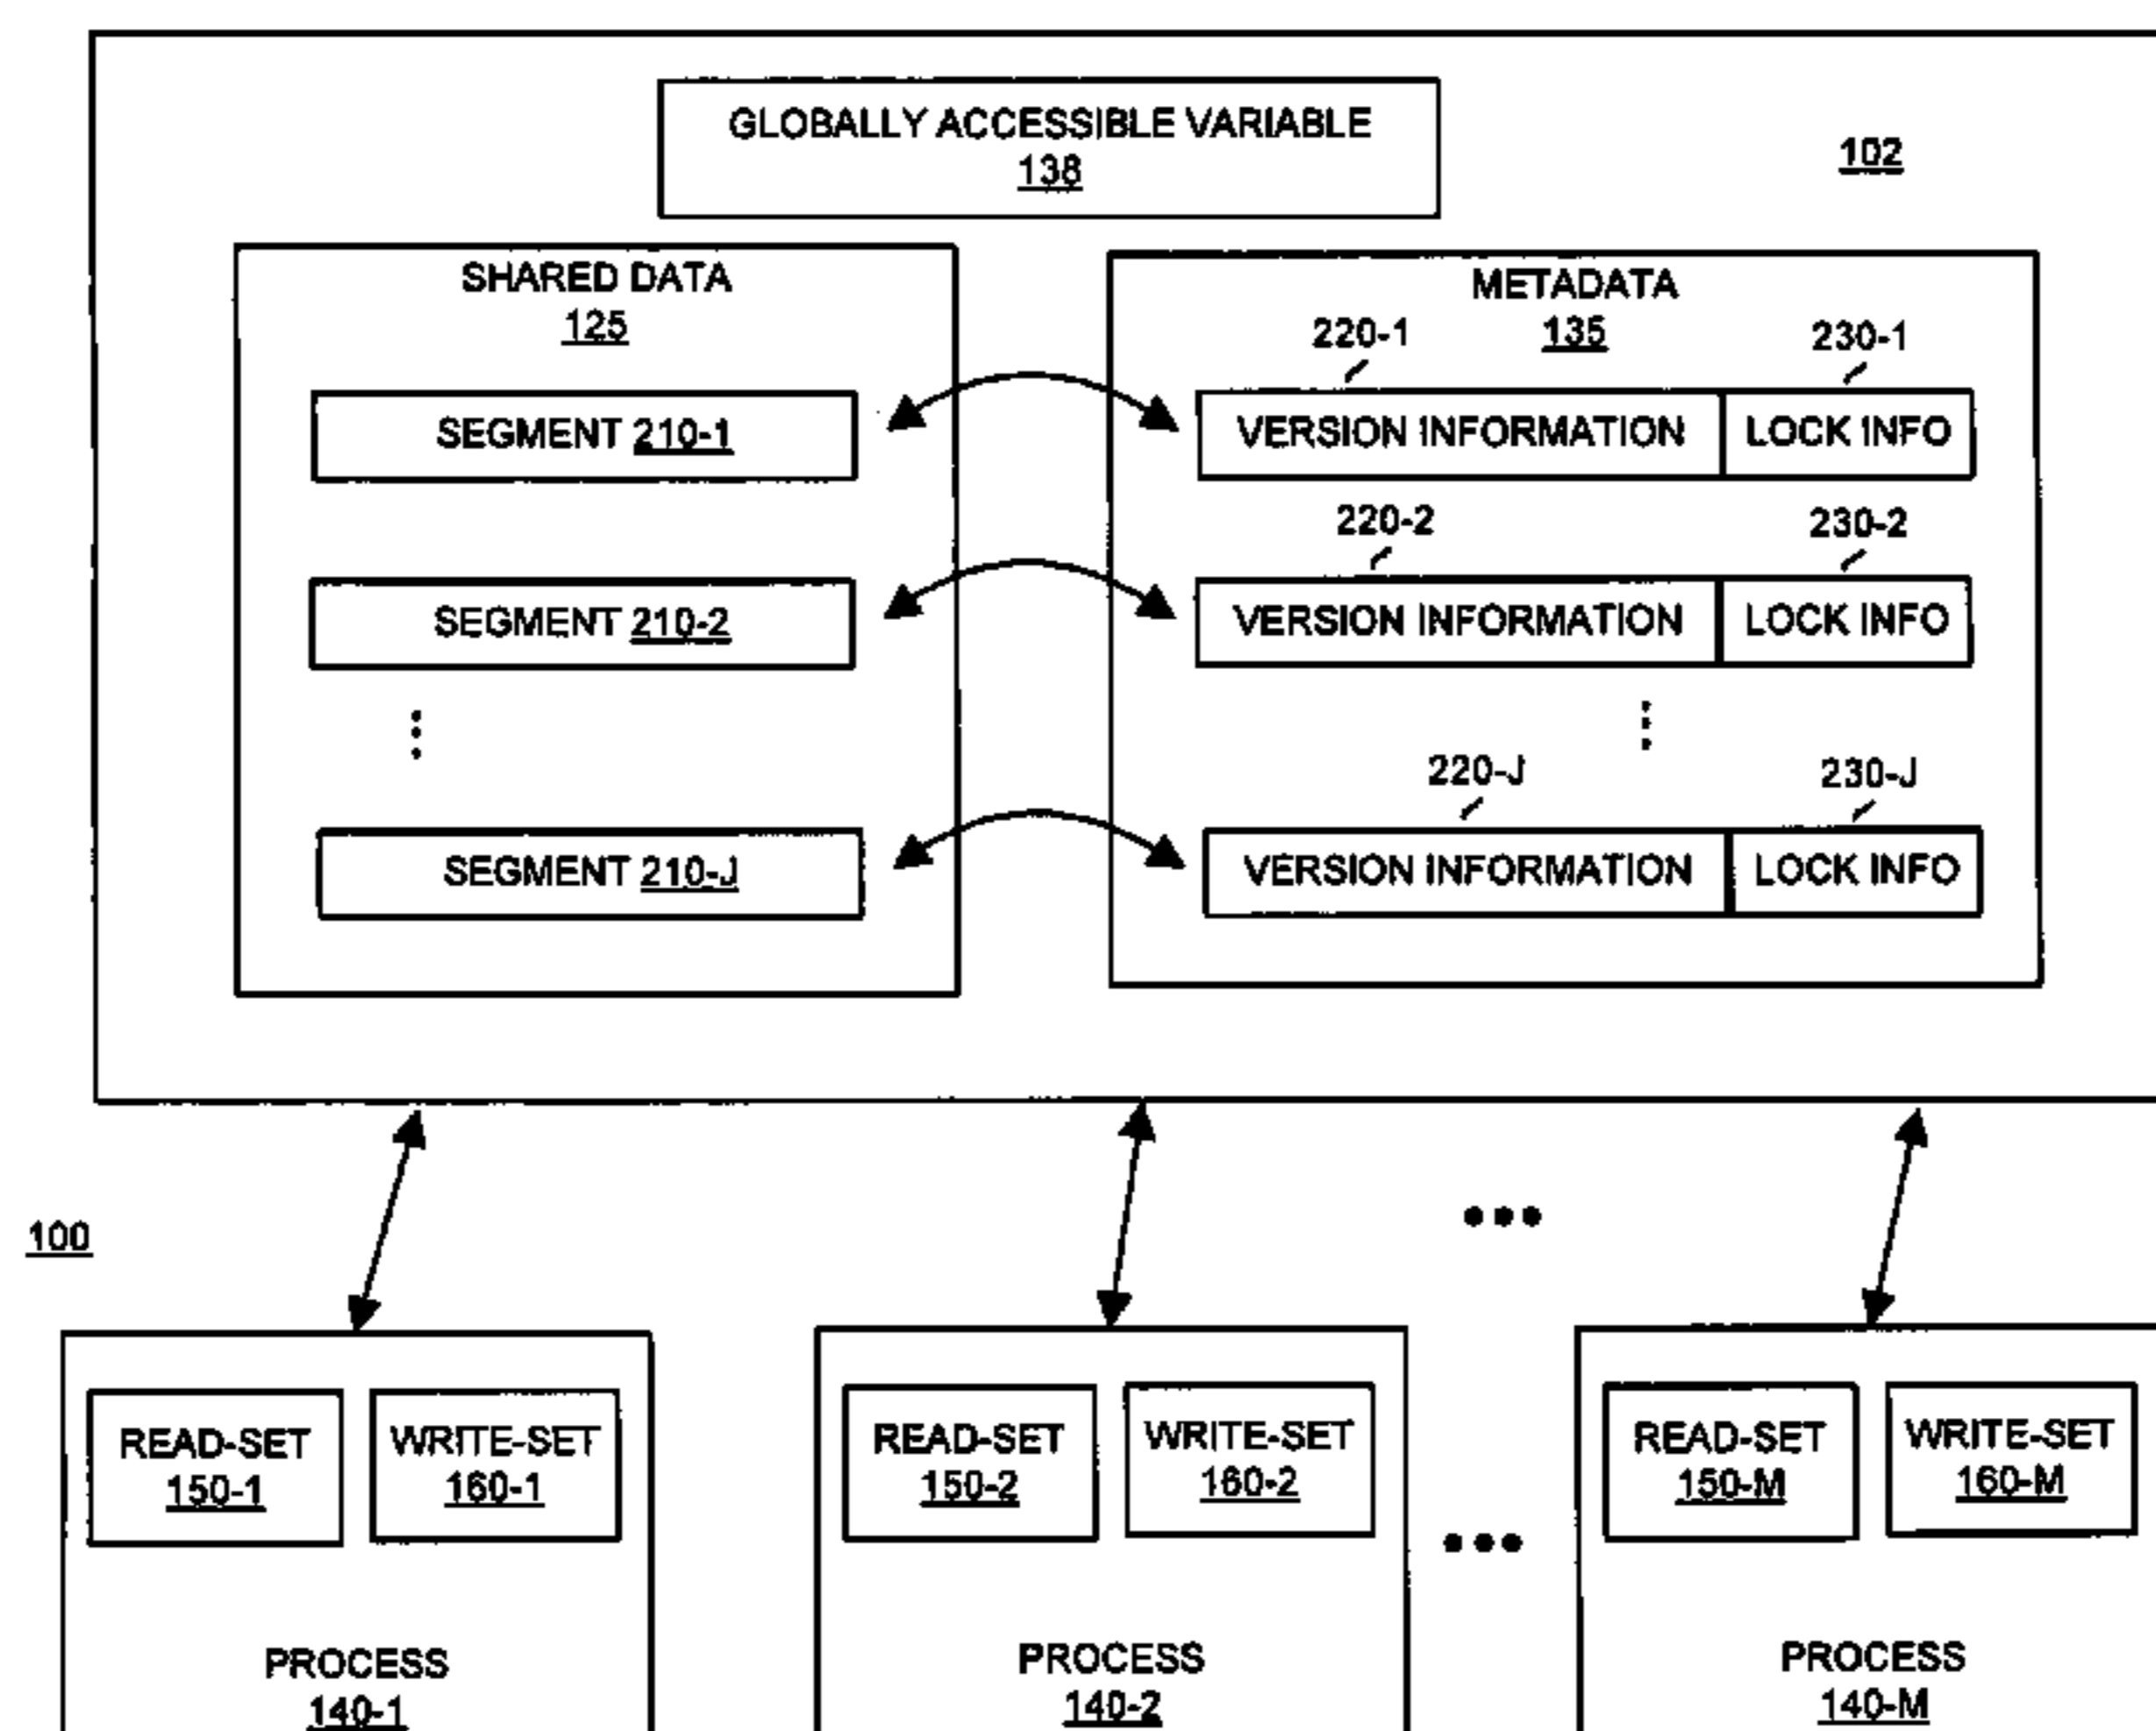 GLOBALLY ACCESSIBLE VARIABLE
138
102
SHARED DATA
125
METADATA
135
220-1
230-1
SEGMENT 210-1
VERSION INFORMATION
LOCK INFO
220-2
230-2
SEGMENT 210-2
VERSION INFORMATION
LOCK INFO
220-J
230-J
SEGMENT 210-J
VERSION INFORMATION
LOCK INFO
100
READ-SET
150-1
WRITE-SET
160-1
PROCESS
140-1
READ-SET
150-2
WRITE-SET
160-2
PROCESS
140-2
READ-SET
150-M
WRITE-SET
160-M
PROCESS
140-M